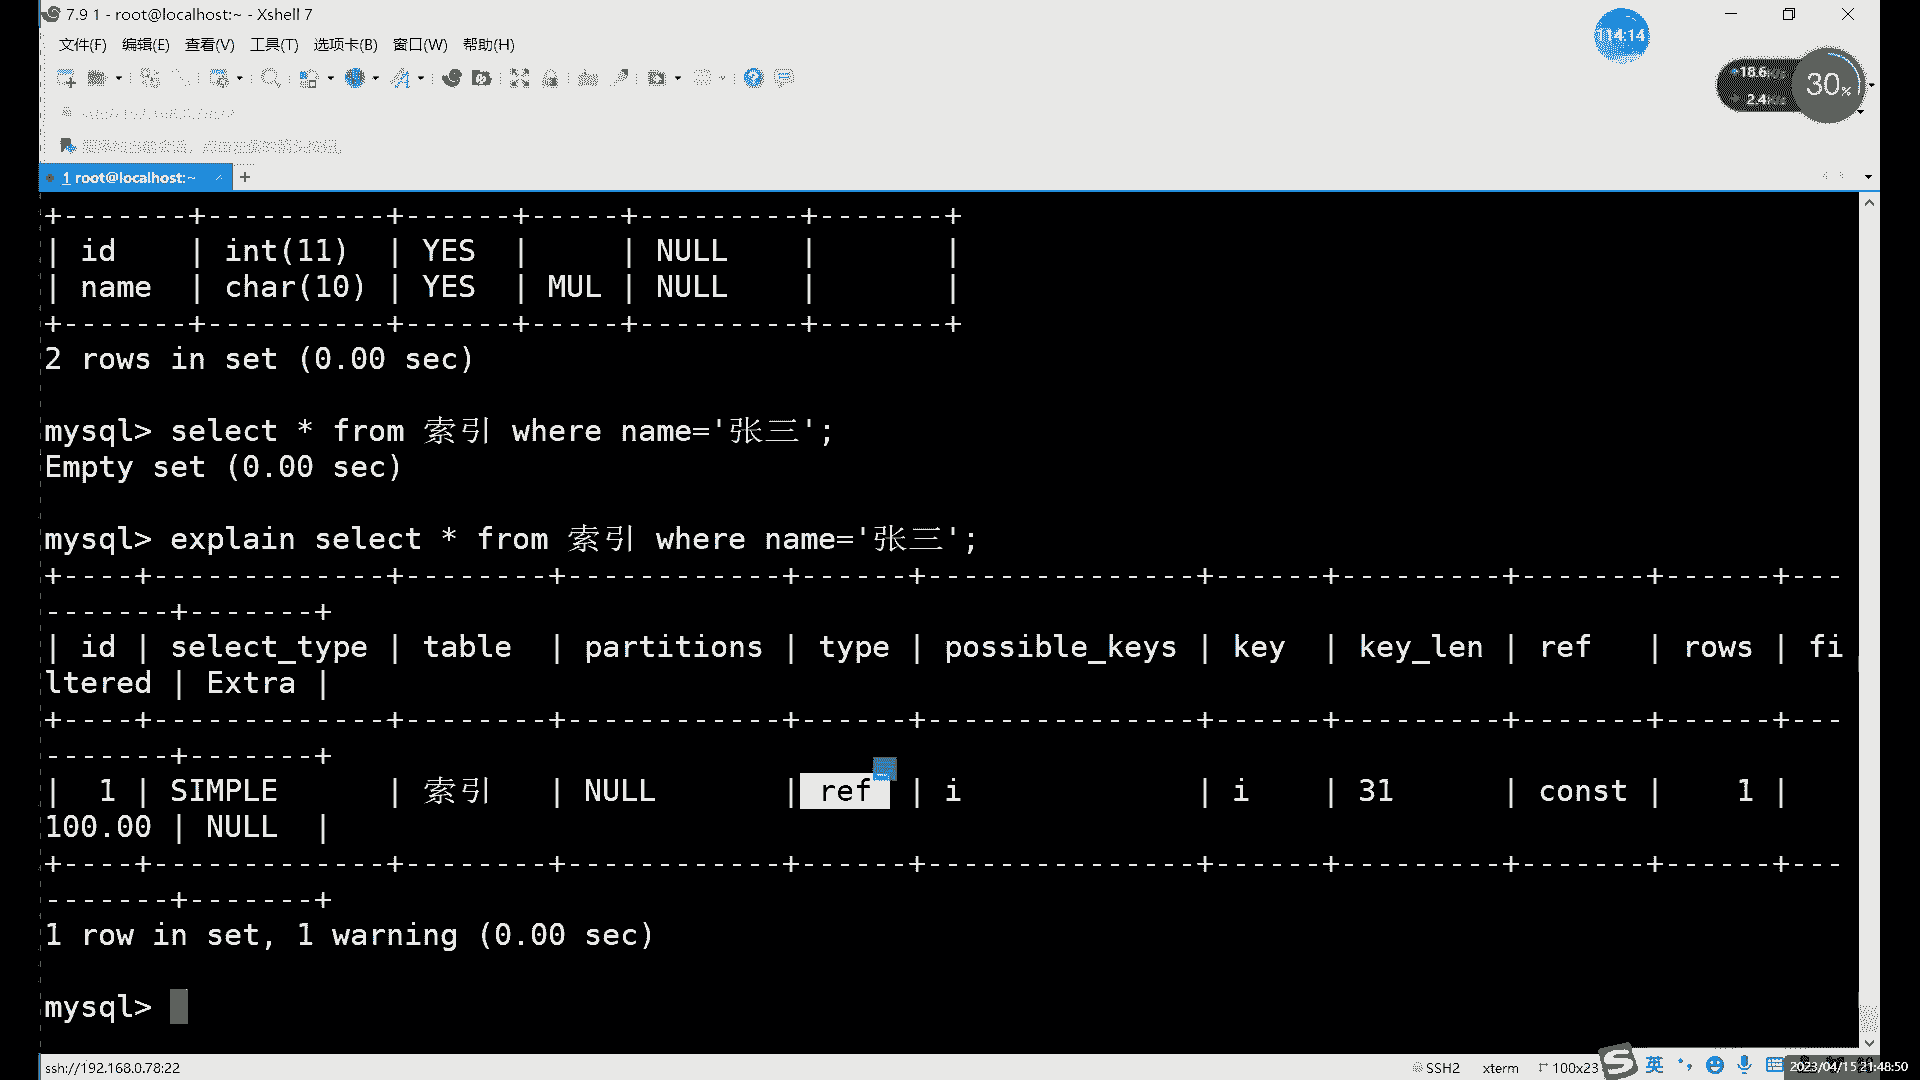 7.9 1 - root@localhost:~ - Xshell 7
文件(F) 编辑(E) 查看(V) 工具(T) 选项卡(B) 窗口(W) 帮助(H)
14:14
18.6K/s
2.4K/s
30%
1 root@localhost:~ +
+-------+----------+------+-----+---------+-------+
| id    | int(11)  | YES  |     | NULL    |       |
| name  | char(10) | YES  | MUL | NULL    |       |
+-------+----------+------+-----+---------+-------+
2 rows in set (0.00 sec)
mysql> select * from 索引 where name='张三';
Empty set (0.00 sec)
mysql> explain select * from 索引 where name='张三';
+----+-------------+--------+------------+------+---------------+------+---------+-------+------+---
-------+-------+
| id | select_type | table  | partitions | type | possible_keys | key  | key_len | ref   | rows | fi
ltered | Extra |
+----+-------------+--------+------------+------+---------------+------+---------+-------+------+---
-------+-------+
|  1 | SIMPLE      | 索引   | NULL       | ref  | i             | i    | 31      | const |    1 |
100.00 | NULL  |
+----+-------------+--------+------------+------+---------------+------+---------+-------+------+---
-------+-------+
1 row in set, 1 warning (0.00 sec)
mysql>
ssh://192.168.0.78:22 SSH2 xterm 100x23 英 2023/04/15 21:48:50